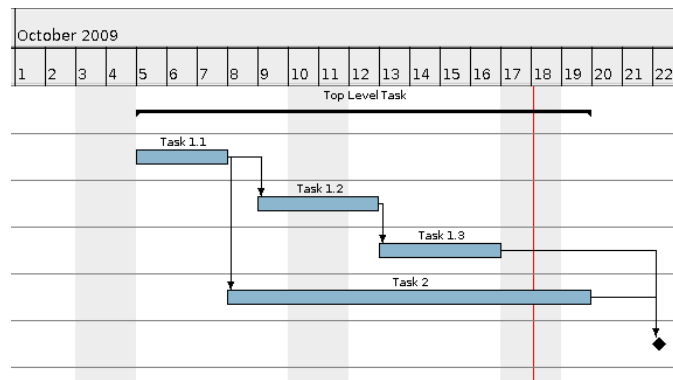 October 2009
1 2 3 4 5 6 7 8 9 10 11 12 13 14 15 16 17 18 19 20 21 22
Top Level Task
Task 1.1
Task 1.2
Task 1.3
Task 2